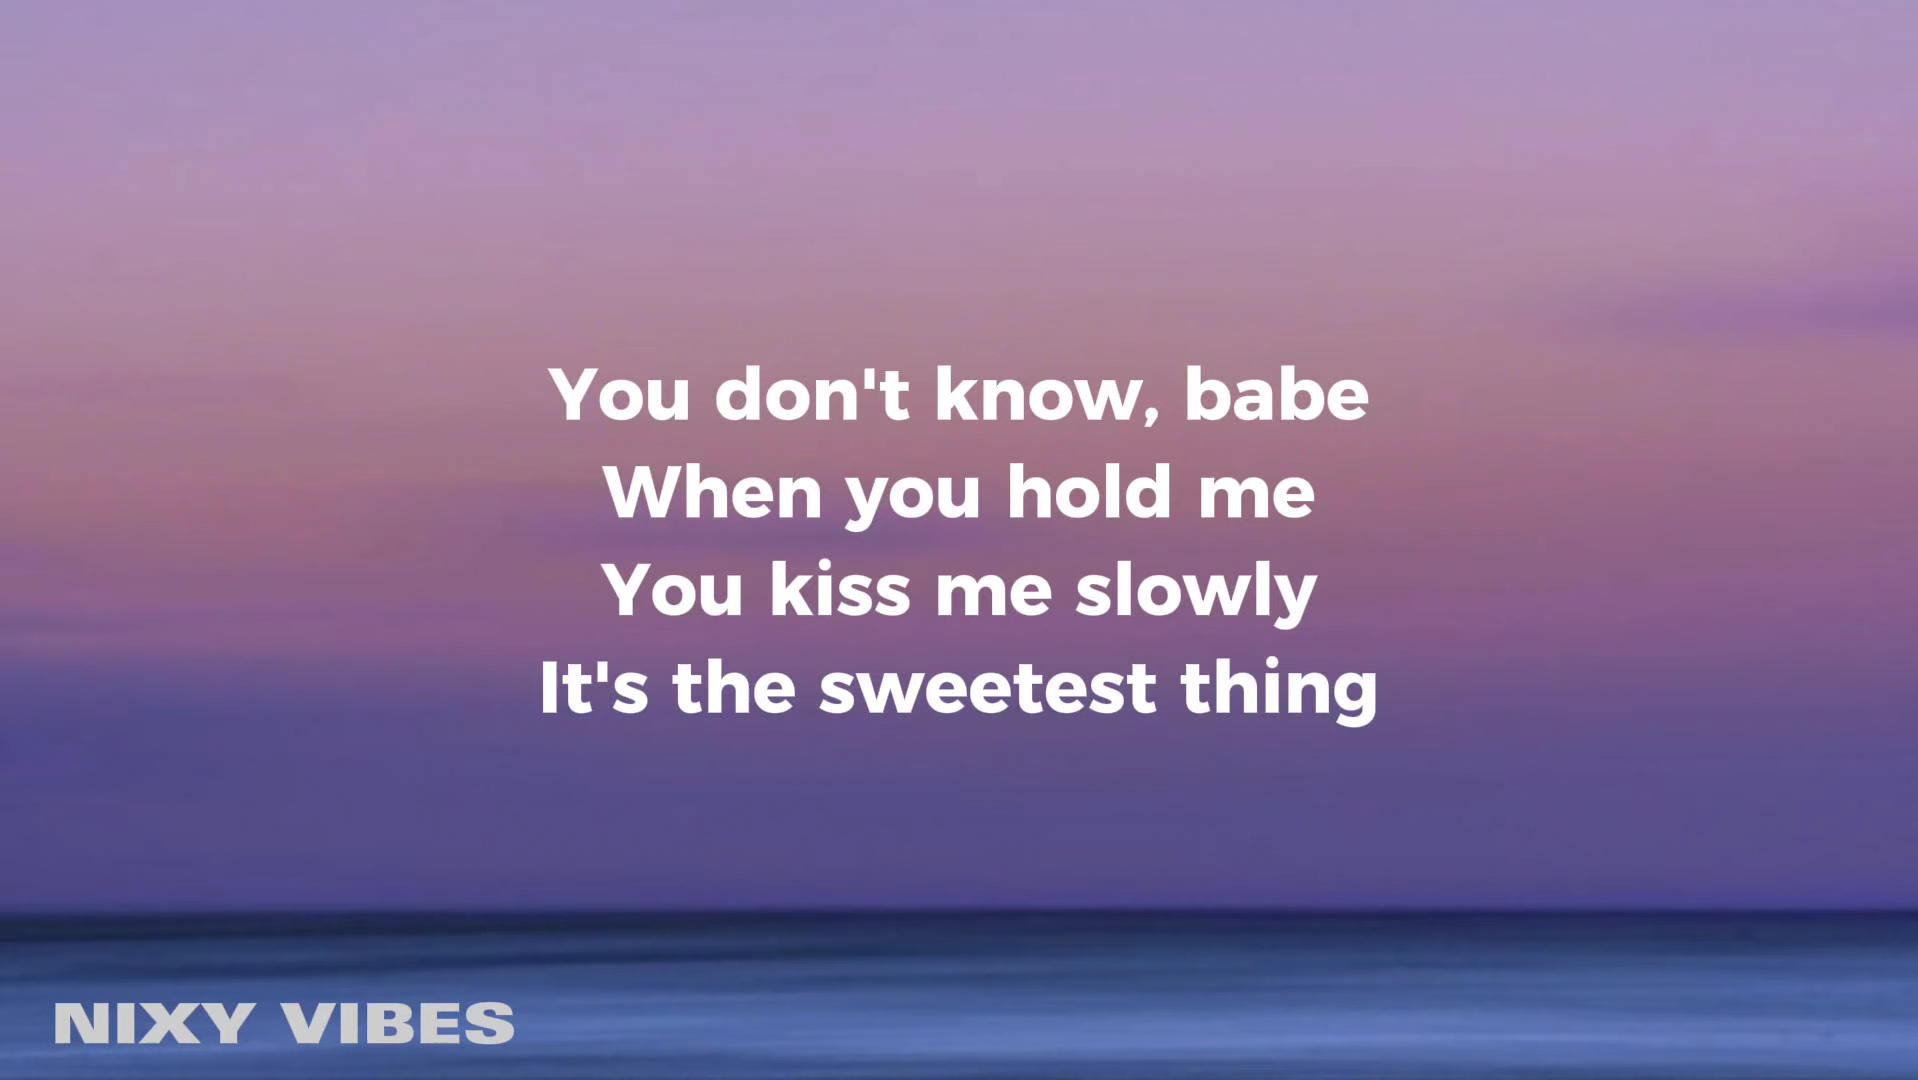 You don't know, babe
When you hold me
You kiss me slowly
It's the sweetest thing
NIXY VIBES